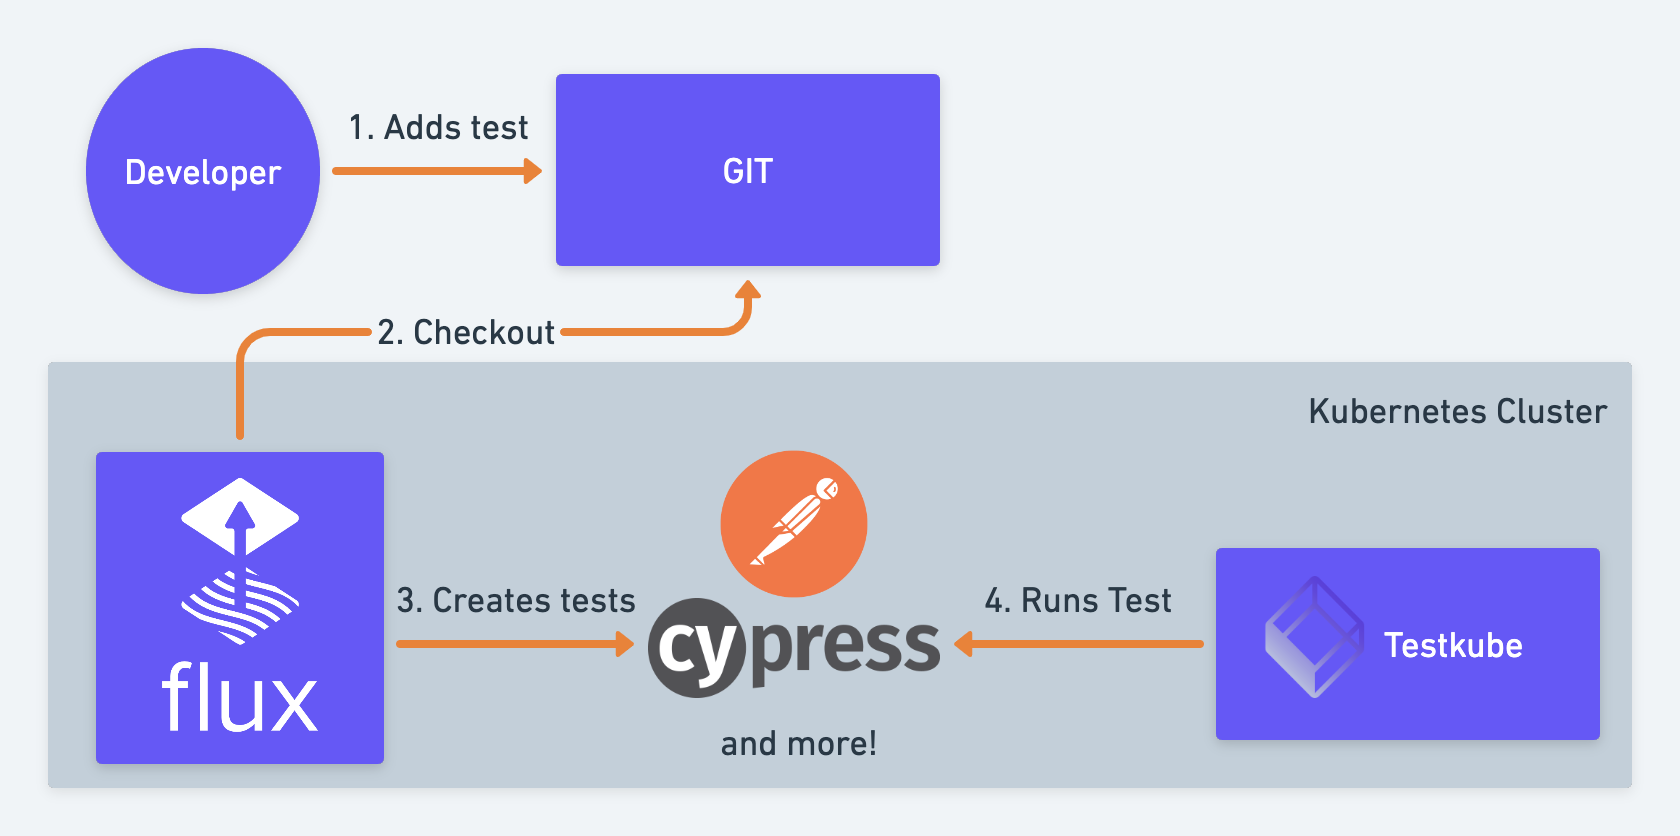 Developer
1. Adds test
GIT
2. Checkout
Kubernetes Cluster
flux
3. Creates tests
cypress
and more!
4. Runs Test
Testkube